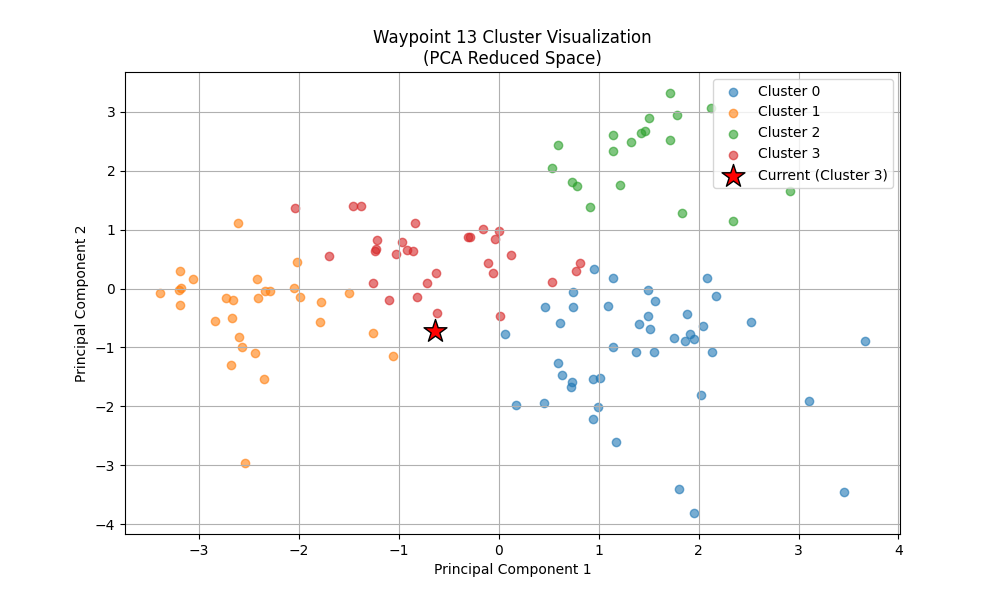 Waypoint 13 Cluster Visualization
(PCA Reduced Space)
Cluster 0
Cluster 1
Cluster 2
Cluster 3
Current (Cluster 3)
Principal Component 2
3
2
1
0
−1
−2
−3
−4
−3
−2
−1
0
1
2
3
4
Principal Component 1